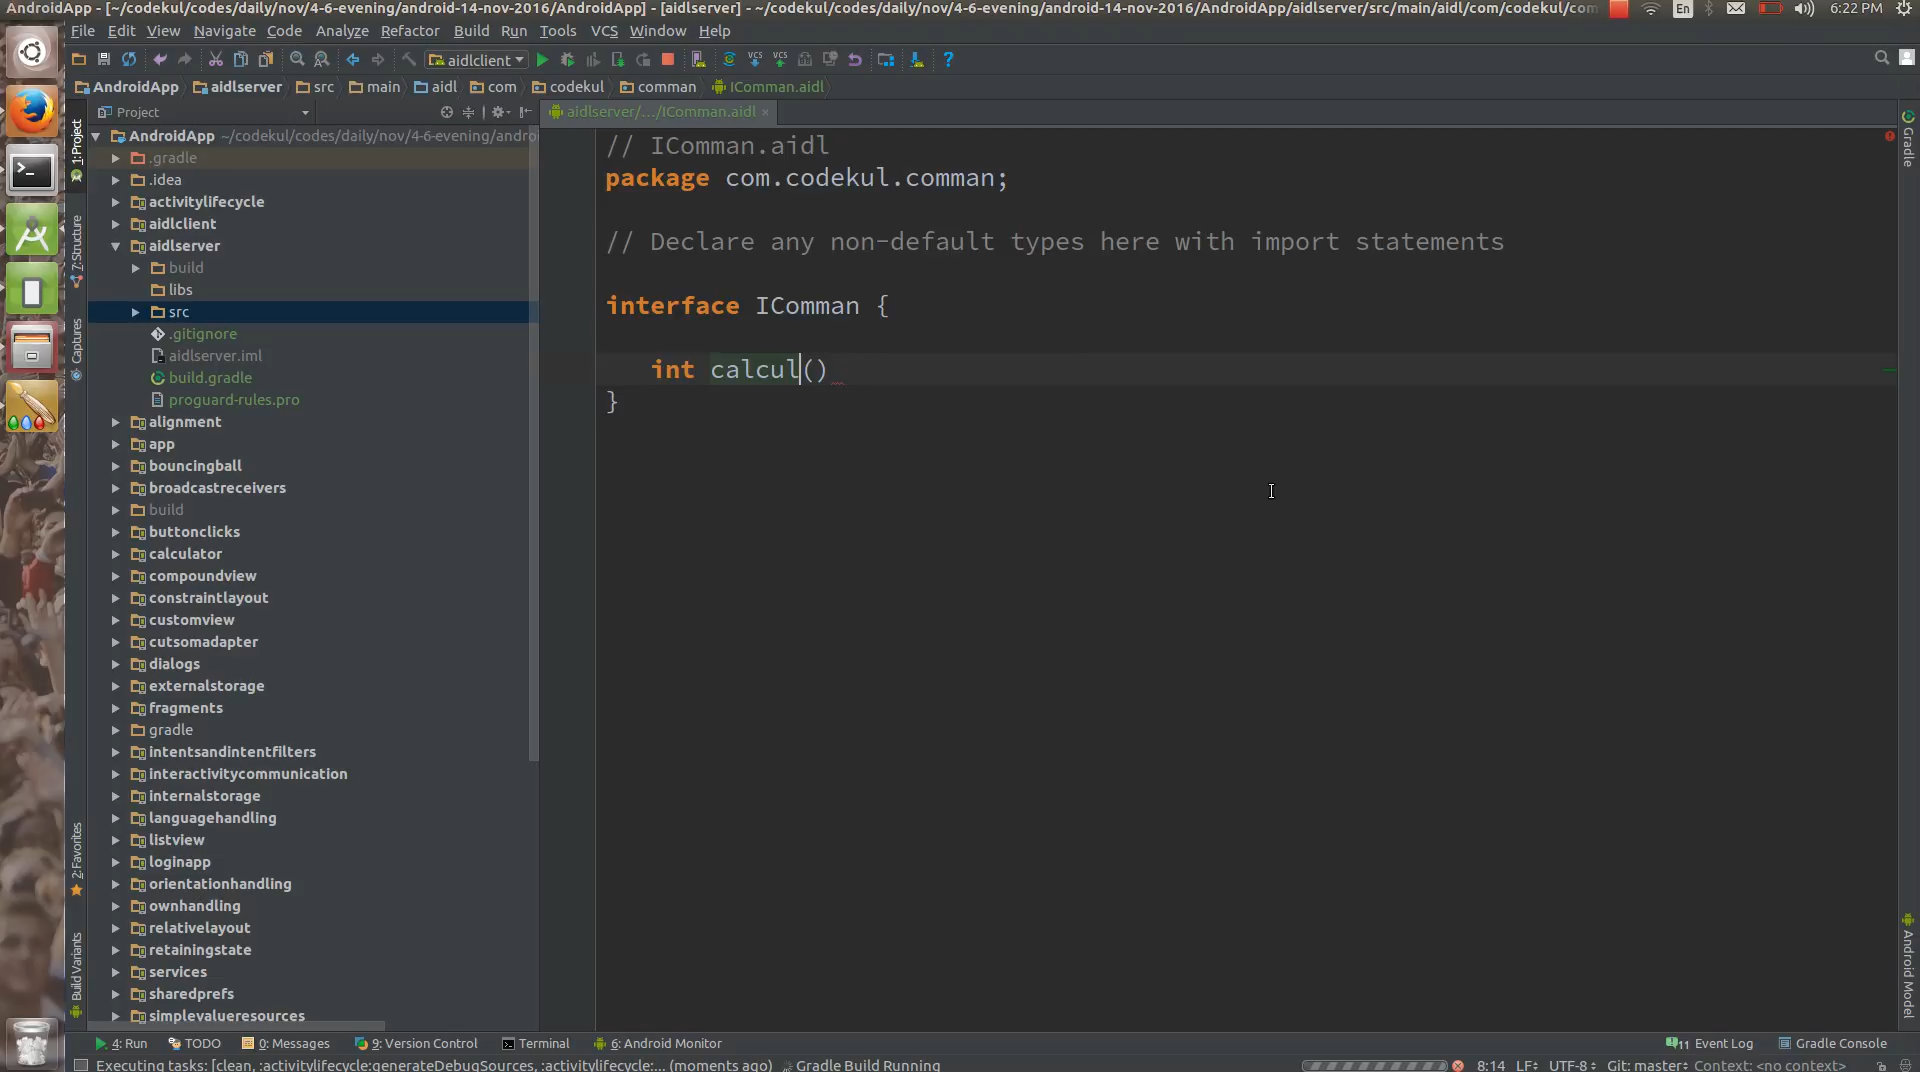 AndroidApp - [~/codekul/codes/daily/nov/4-6-evening/android-14-nov-2016/AndroidApp] - [aidlserver] - ~/codekul/codes/daily/nov/4-6-evening/android-14-nov-2016/AndroidApp/aidlserver/src/main/aidl/com/codekul/com
En
6:22 PM
File Edit View Navigate Code Analyze Refactor Build Run Tools VCS Window Help
aidlclient
VCS VCS
AndroidApp aidlserver src main aidl com codekul comman IComman.aidl
Project
aidlserver/.../IComman.aidl
AndroidApp ~/codekul/codes/daily/nov/4-6-evening/andro
.gradle
.idea
activitylifecycle
aidlclient
aidlserver
build
libs
src
.gitignore
aidlserver.iml
build.gradle
proguard-rules.pro
alignment
app
bouncingball
broadcastreceivers
build
buttonclicks
calculator
compoundview
constraintlayout
customview
cutsomadapter
dialogs
externalstorage
fragments
gradle
intentsandintentfilters
interactivitycommunication
internalstorage
languagehandling
listview
loginapp
orientationhandling
ownhandling
relativelayout
retainingstate
services
sharedprefs
simplevalueresources
1: Project
7: Structure
Captures
2: Favorites
Build Variants
// IComman.aidl
package com.codekul.comman;
// Declare any non-default types here with import statements
interface IComman {
int calcul()
}
Gradle
Android Model
4: Run TODO 0: Messages 9: Version Control Terminal 6: Android Monitor
11 Event Log Gradle Console
Executing tasks: [clean, :activitylifecycle:generateDebugSources, :activitylifecycle:... (moments ago) Gradle Build Running
8:14 LF UTF-8 Git: master Context: <no context>